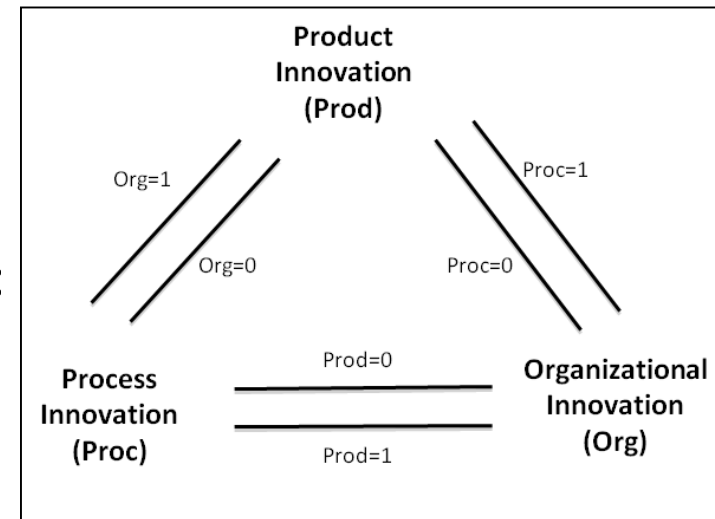 Product
Innovation
(Prod)
Org=1
Proc=1
Org=0
Proc=0
Prod=0
Process
Innovation
(Proc)
Organizational
Innovation
(Org)
Prod=1
: